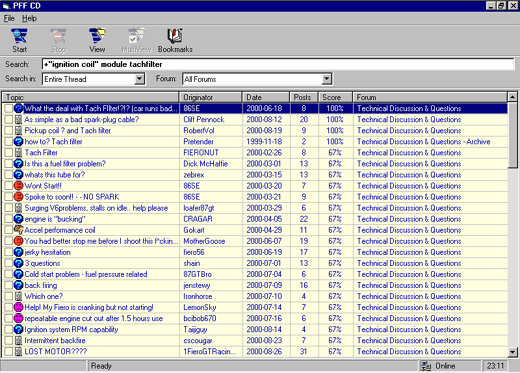 PFF CD
File Help
Start Stop View MultiView Bookmarks
Search: +"ignition coil" module tachfilter
Search in: Entire Thread Forum: All Forums
Topic Originator Date Posts Score Forum
What the deal with Tach FIlter!?!? (car runs bad... 86SE 2000-06-18 8 100% Technical Discussion & Questions
As simple as a bad spark-plug cable? Cliff Pennock 2000-08-12 20 100% Technical Discussion & Questions
Pickup coil ? and Tach filter RobertVol 2000-08-19 9 100% Technical Discussion & Questions
how to? Tach filter Pretender 1999-11-18 2 100% Technical Discussion & Questions - Archive
Tach Filter FIERONUT 2000-02-26 8 67% Technical Discussion & Questions
Is this a fuel filter problem? Dick McHaffie 2000-03-01 13 67% Technical Discussion & Questions
whats this tube for? zebrex 2000-03-15 13 67% Technical Discussion & Questions
Wont Start!! 86SE 2000-03-20 7 67% Technical Discussion & Questions
Spoke to soon!! - - NO SPARK 86SE 2000-03-21 9 67% Technical Discussion & Questions
Surging V6problems, stalls on idle.. help please loafer87gt 2000-03-29 6 67% Technical Discussion & Questions
engine is "bucking" CRAGAR 2000-04-05 22 67% Technical Discussion & Questions
Accel performance coil Gokart 2000-04-29 11 67% Technical Discussion & Questions
You had better stop me before I shoot this f*ckin... MotherGoose 2000-06-07 19 67% Technical Discussion & Questions
jerky hesitation fiero56 2000-06-19 17 67% Technical Discussion & Questions
3 questions shain 2000-07-01 13 67% Technical Discussion & Questions
Cold start problem - fuel pressure related 87GTBro 2000-07-04 6 67% Technical Discussion & Questions
back firing jenstewy 2000-07-09 16 67% Technical Discussion & Questions
Which one? Ironhorse 2000-07-10 4 67% Technical Discussion & Questions
Help! My Fiero is cranking but not starting! LemonSky 2000-07-14 7 67% Technical Discussion & Questions
repeatable engine cut out after 1.5 hours use bcibob670 2000-07-16 7 67% Technical Discussion & Questions
Ignition system RPM capability Taijiguy 2000-08-14 4 67% Technical Discussion & Questions
Intermittent backfire cscougar 2000-08-23 7 67% Technical Discussion & Questions
LOST MOTOR???? 1FieroGTRacin... 2000-08-26 31 67% Technical Discussion & Questions
Ready Online 23:11